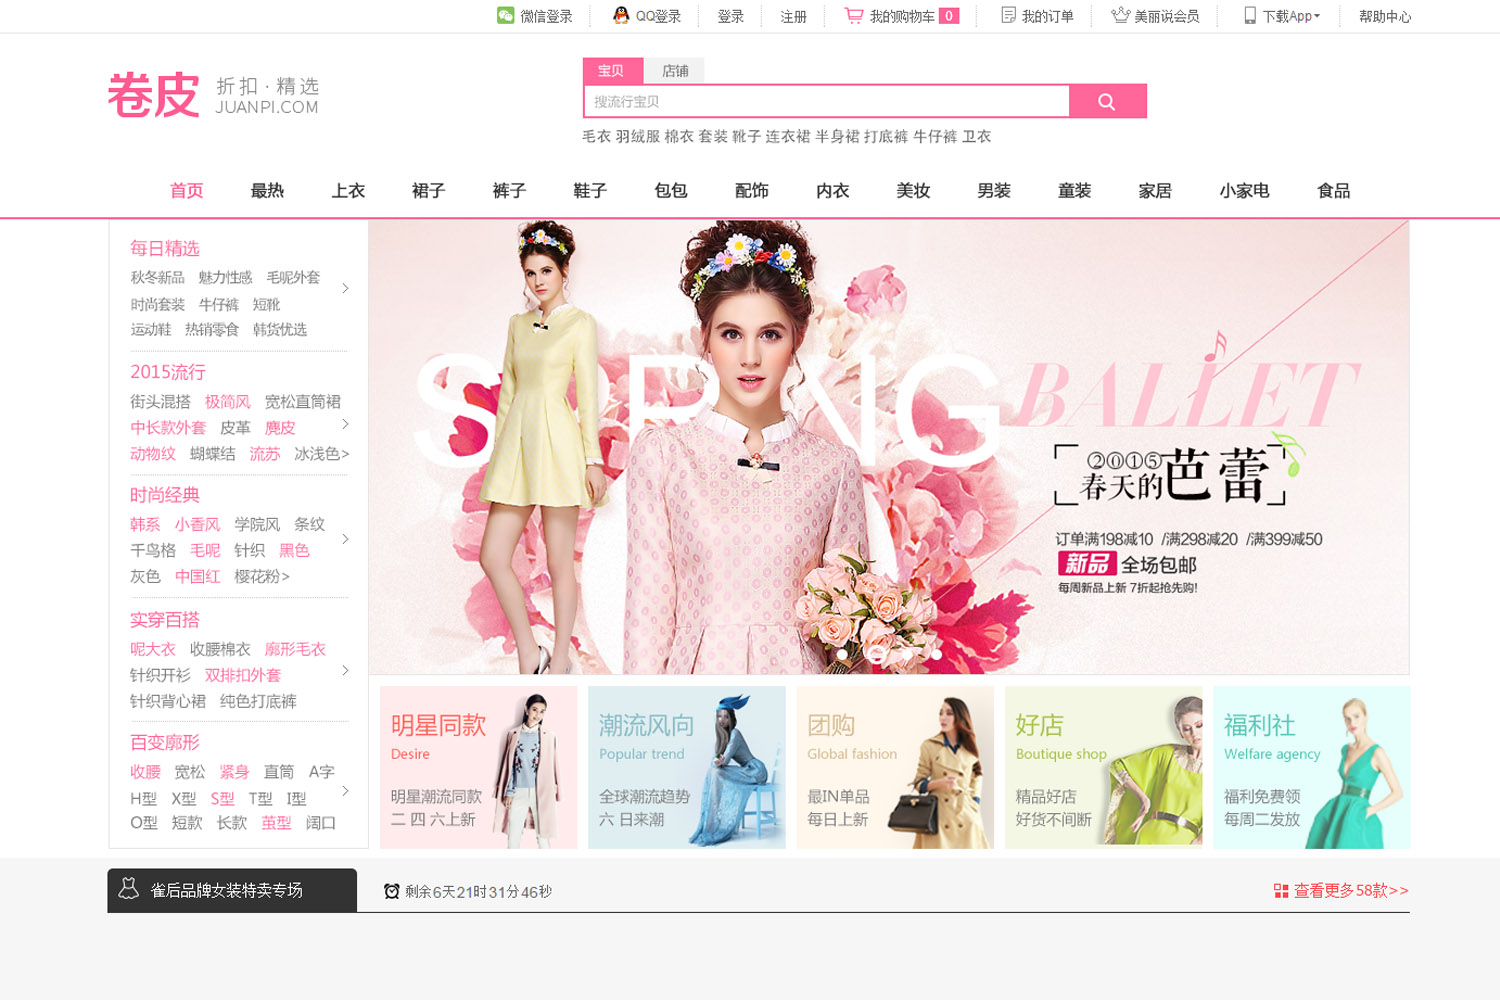 微信登录 QQ登录 登录 注册 我的购物车 0 我的订单 美丽说会员 下载App 帮助中心
卷皮 折扣·精选
JUANPI.COM
宝贝 店铺
搜流行宝贝
毛衣 羽绒服 棉衣 套装 靴子 连衣裙 半身裙 打底裤 牛仔裤 卫衣
首页 最热 上衣 裙子 裤子 鞋子 包包 配饰 内衣 美妆 男装 童装 家居 小家电 食品
每日精选
秋冬新品 魅力性感 毛呢外套
时尚套装 牛仔裤 短靴
运动鞋 热销零食 韩货优选
2015流行
街头混搭 极简风 宽松直筒裙
中长款外套 皮革 麂皮
动物纹 蝴蝶结 流苏 冰浅色>
时尚经典
韩系 小香风 学院风 条纹
千鸟格 毛呢 针织 黑色
灰色 中国红 樱花粉>
实穿百搭
呢大衣 收腰棉衣 廓形毛衣
针织开衫 双排扣外套
针织背心裙 纯色打底裤
百变廓形
收腰 宽松 紧身 直筒 A字
H型 X型 S型 T型 I型
O型 短款 长款 茧型 阔口
SPRING
BALLET
2015
春天的芭蕾
订单满198减10 /满298减20 /满399减50
新品 全场包邮
每周新品上新 7折起抢先购!
明星同款
Desire
明星潮流同款
二 四 六上新
潮流风向
Popular trend
全球潮流趋势
六 日来潮
团购
Global fashion
最IN单品
每日上新
好店
Boutique shop
精品好店
好货不间断
福利社
Welfare agency
福利免费领
每周二发放
雀后品牌女装特卖专场 剩余6天21时31分46秒 查看更多58款>>